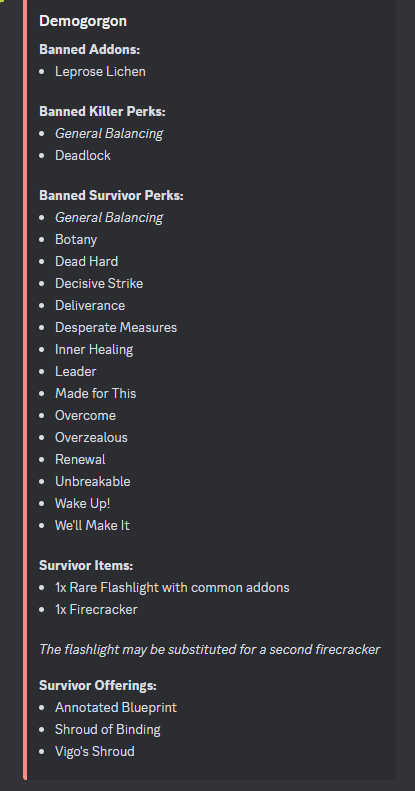 Demogorgon
Banned Addons:
• Leprose Lichen
Banned Killer Perks:
• General Balancing
• Deadlock
Banned Survivor Perks:
• General Balancing
• Botany
• Dead Hard
• Decisive Strike
• Deliverance
• Desperate Measures
• Inner Healing
• Leader
• Made for This
• Overcome
• Overzealous
• Renewal
• Unbreakable
• Wake Up!
• We'll Make It
Survivor Items:
• 1x Rare Flashlight with common addons
• 1x Firecracker
The flashlight may be substituted for a second firecracker
Survivor Offerings:
• Annotated Blueprint
• Shroud of Binding
• Vigo's Shroud